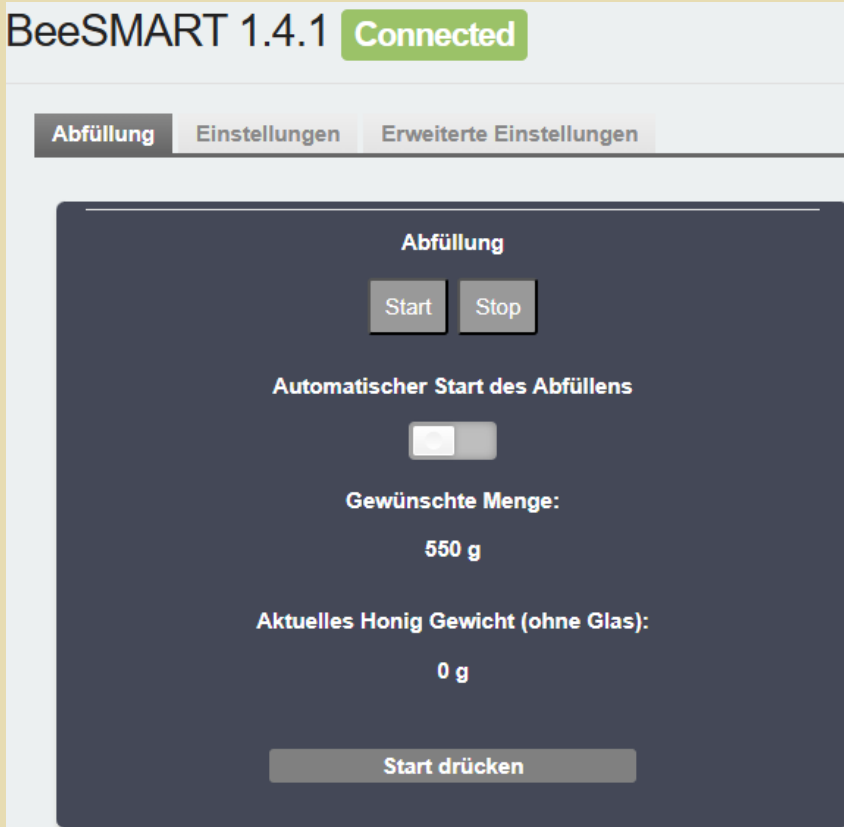 BeeSMART 1.4.1 Connected
Abfüllung Einstellungen Erweiterte Einstellungen
Abfüllung
Start Stop
Automatischer Start des Abfüllens
Gewünschte Menge:
550 g
Aktuelles Honig Gewicht (ohne Glas):
0 g
Start drücken